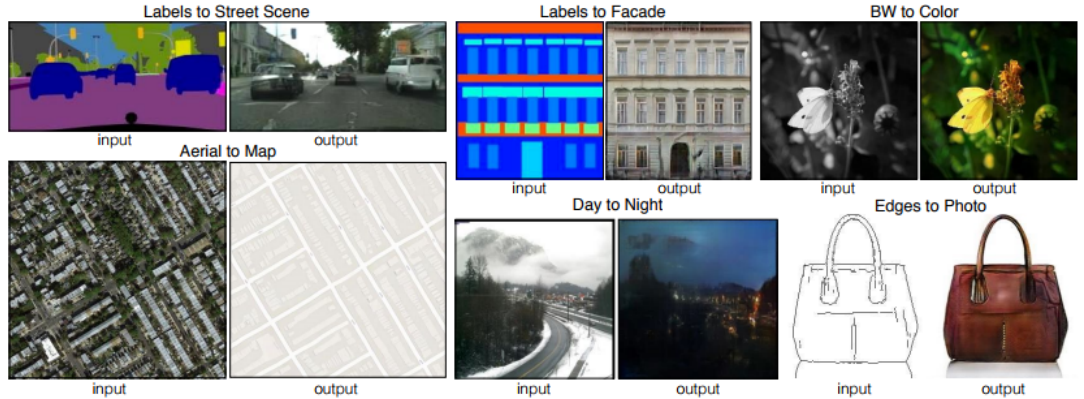 Labels to Street Scene
input
output
Aerial to Map
input
output
Labels to Facade
input
output
Day to Night
input
output
BW to Color
input
output
Edges to Photo
input
output